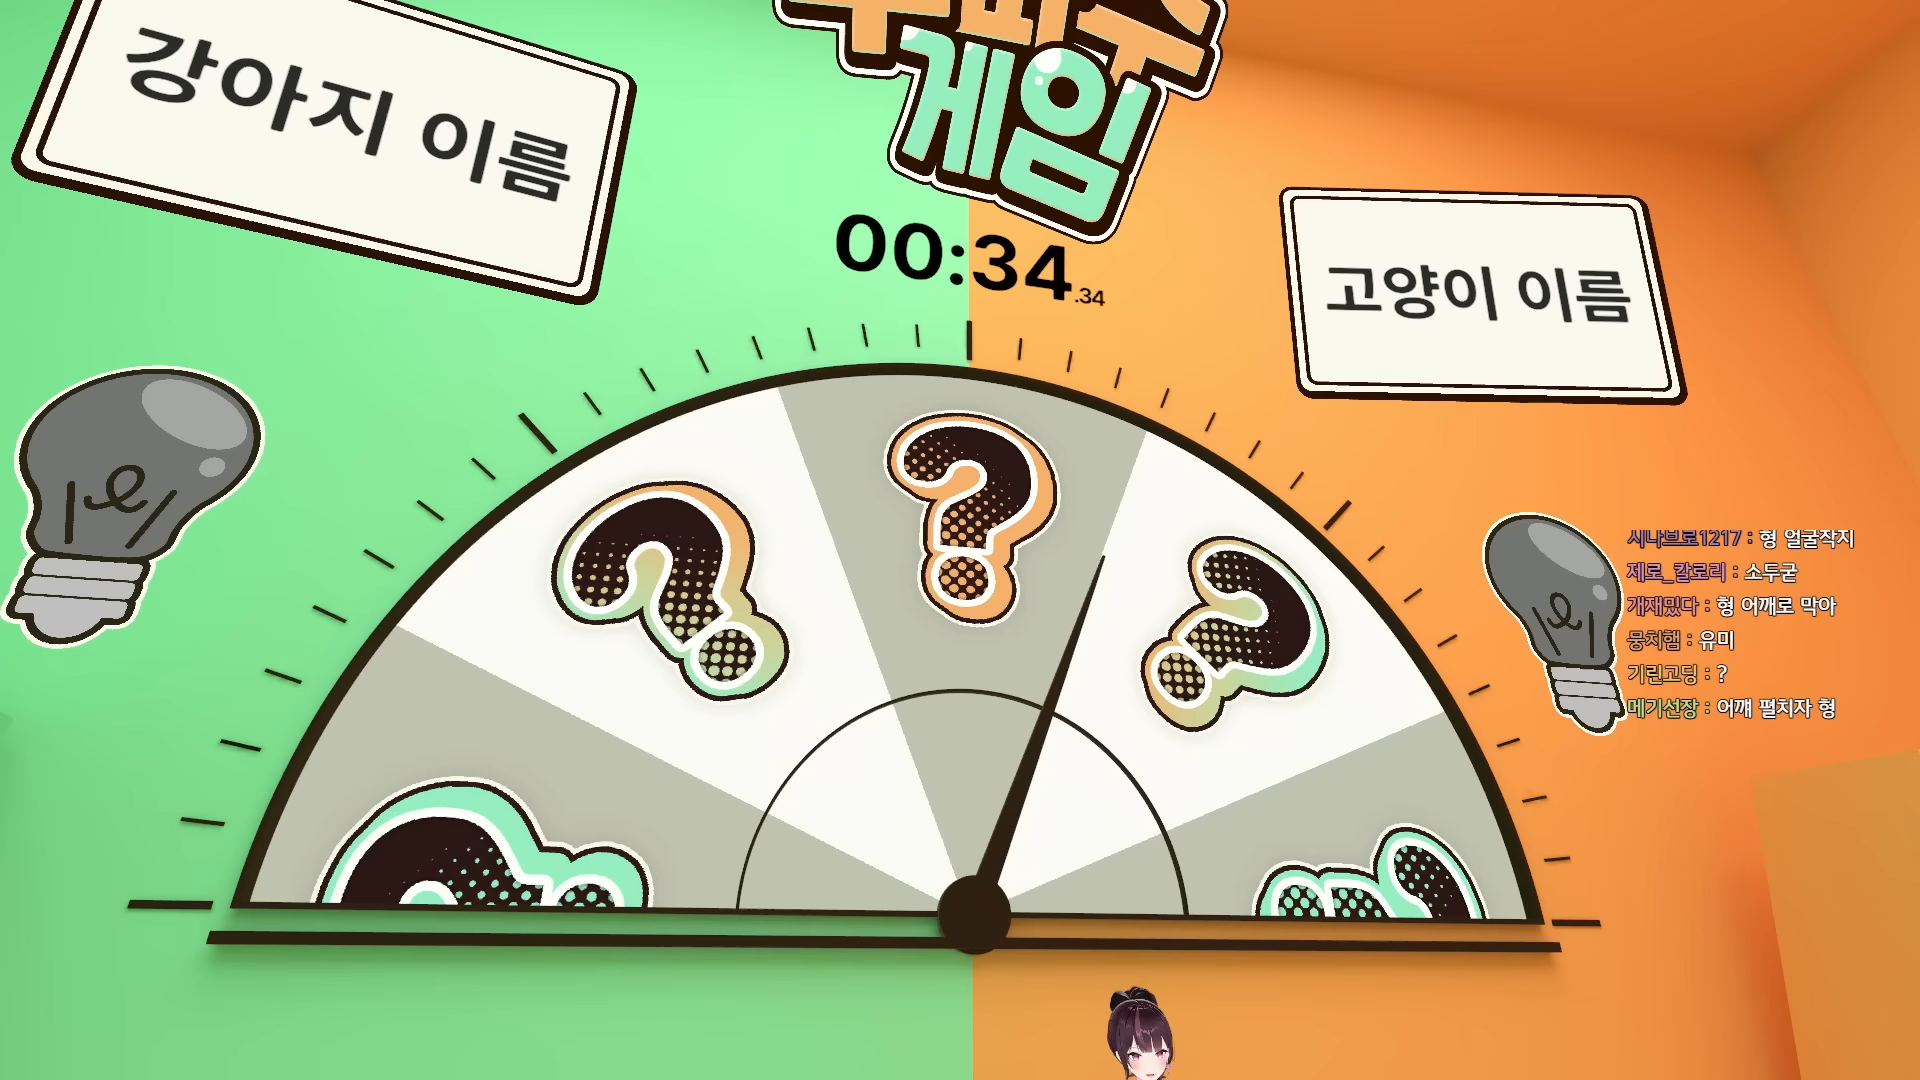 강아지 이름
게임
00:34.34
고양이 이름
시나브로1217 : 형 얼굴작지
제로_칼로리 : 소두굳
개재밌다 : 형 어깨로 막아
뭉치햄 : 유미
기린고딩 : ?
메기선장 : 어깨 펼치자 형